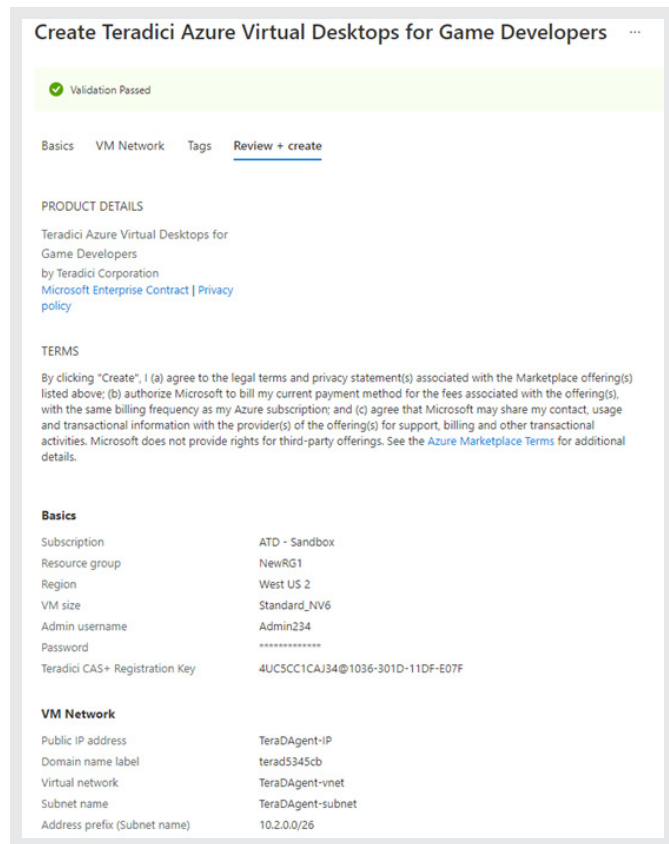 Create Teradici Azure Virtual Desktops for Game Developers ...
Validation Passed
Basics VM Network Tags Review + create
PRODUCT DETAILS
Teradici Azure Virtual Desktops for
Game Developers
by Teradici Corporation
Microsoft Enterprise Contract | Privacy
policy
TERMS
By clicking "Create", I (a) agree to the legal terms and privacy statement(s) associated with the Marketplace offering(s)
listed above; (b) authorize Microsoft to bill my current payment method for the fees associated with the offering(s),
with the same billing frequency as my Azure subscription; and (c) agree that Microsoft may share my contact, usage
and transactional information with the provider(s) of the offering(s) for support, billing and other transactional
activities. Microsoft does not provide rights for third-party offerings. See the Azure Marketplace Terms for additional
details.
Basics
Subscription ATD - Sandbox
Resource group NewRG1
Region West US 2
VM size Standard_NV6
Admin username Admin234
Password *************
Teradici CAS+ Registration Key 4UC5CC1CAJ34@1036-301D-11DF-E07F
VM Network
Public IP address TeraDAgent-IP
Domain name label terad5345cb
Virtual network TeraDAgent-vnet
Subnet name TeraDAgent-subnet
Address prefix (Subnet name) 10.2.0.0/26